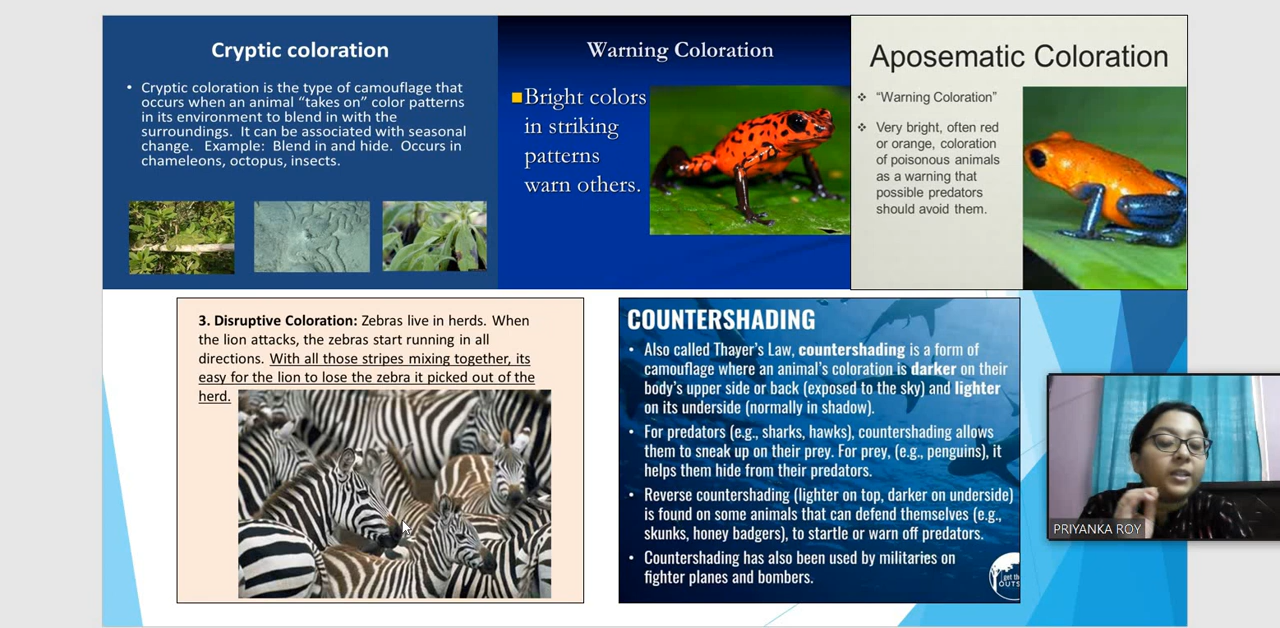 Cryptic coloration
• Cryptic coloration is the type of camouflage that
occurs when an animal “takes on” color patterns
in its environment to blend in with the
surroundings. It can be associated with seasonal
change. Example: Blend in and hide. Occurs in
chameleons, octopus, insects.
Warning Coloration
Bright colors
in striking
patterns
warn others.
Aposematic Coloration
“Warning Coloration”
Very bright, often red
or orange, coloration
of poisonous animals
as a warning that
possible predators
should avoid them.
3. Disruptive Coloration: Zebras live in herds. When
the lion attacks, the zebras start running in all
directions. With all those stripes mixing together, its
easy for the lion to lose the zebra it picked out of the
herd.
COUNTERSHADING
• Also called Thayer's Law, countershading is a form of
camouflage where an animal's coloration is darker on their
body's upper side or back (exposed to the sky) and lighter
on its underside (normally in shadow).
• For predators (e.g., sharks, hawks), countershading allows
them to sneak up on their prey. For prey, (e.g., penguins), it
helps them hide from their predators.
• Reverse countershading (lighter on top, darker on underside)
is found on some animals that can defend themselves (e.g.,
skunks, honey badgers), to startle or warn off predators.
• Countershading has also been used by militaries on
fighter planes and bombers.
PRIYANKA ROY